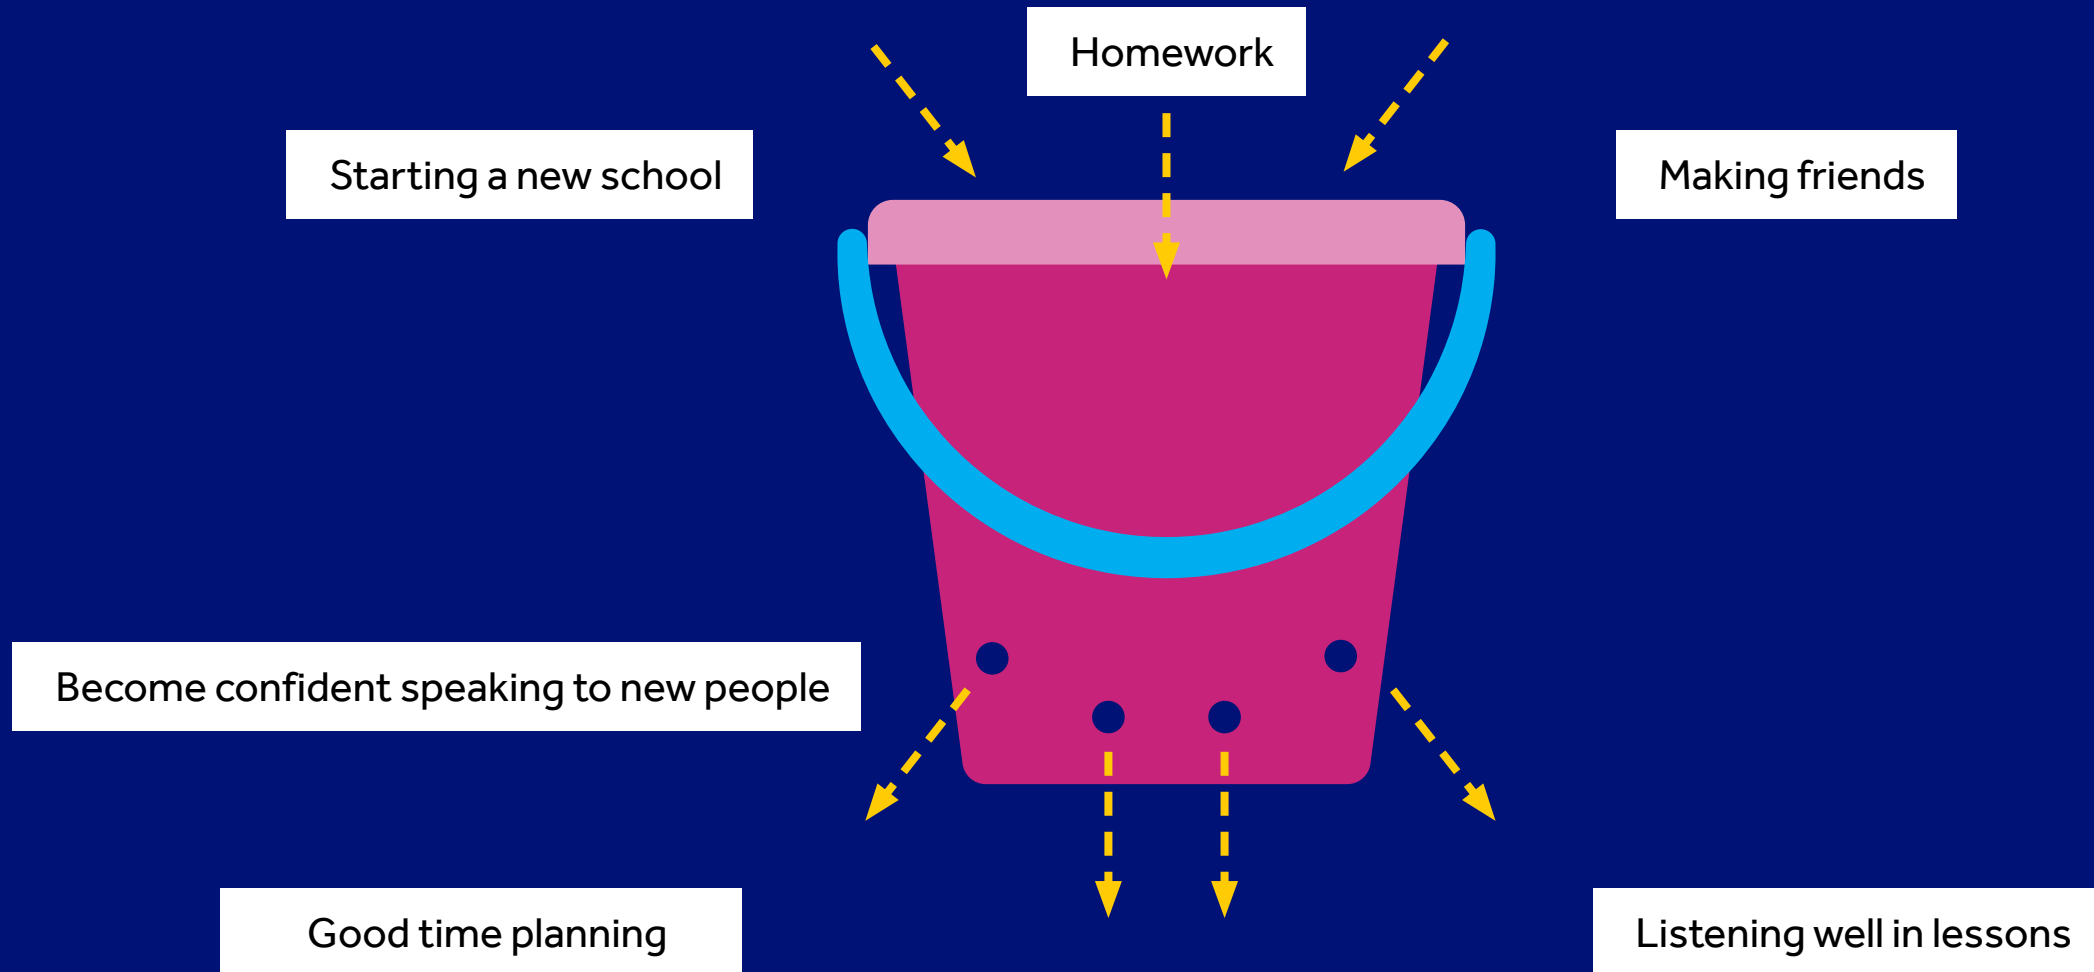 Homework
Starting a new school
Making friends
Become confident speaking to new people
Good time planning
Listening well in lessons